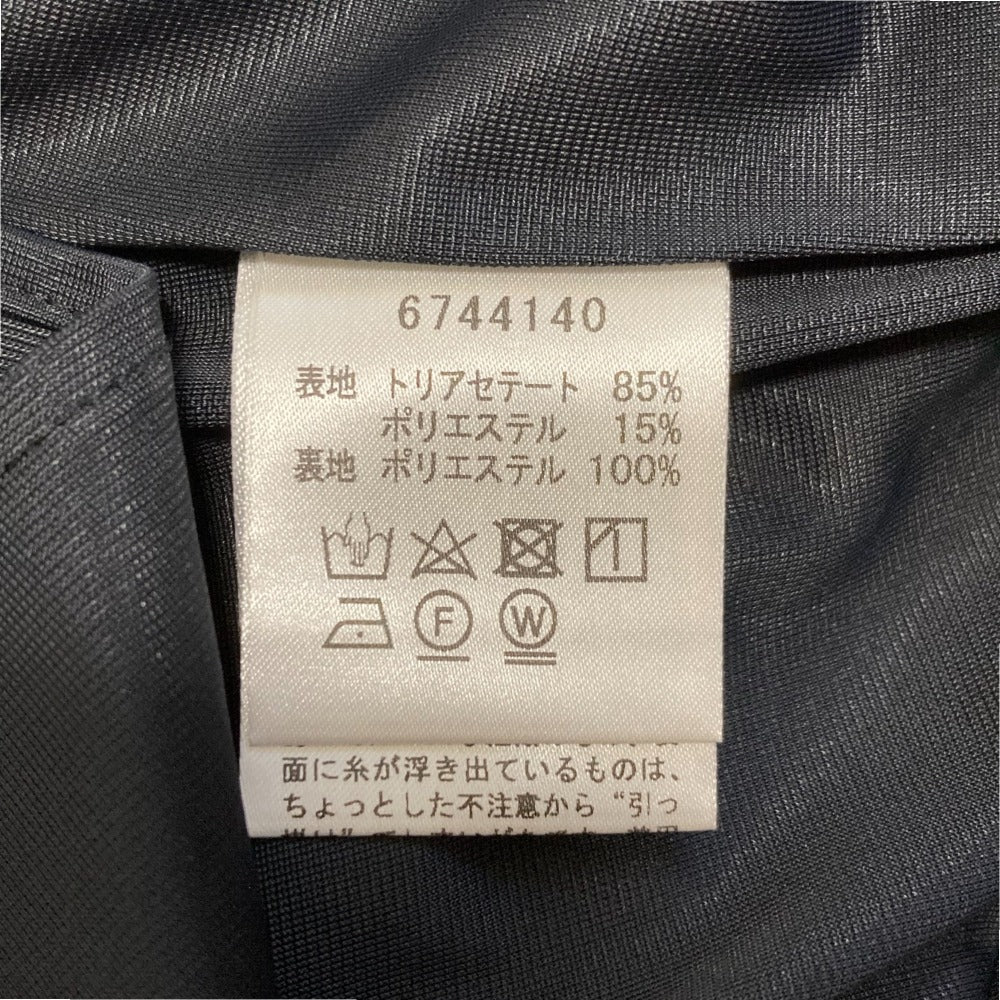 6744140
表地 トリアセテート 85%
ポリエステル 15%
表地 ポリエステル 100%
F W
面に糸が浮き出ているものは、
ちょっとした不注意から“引っ